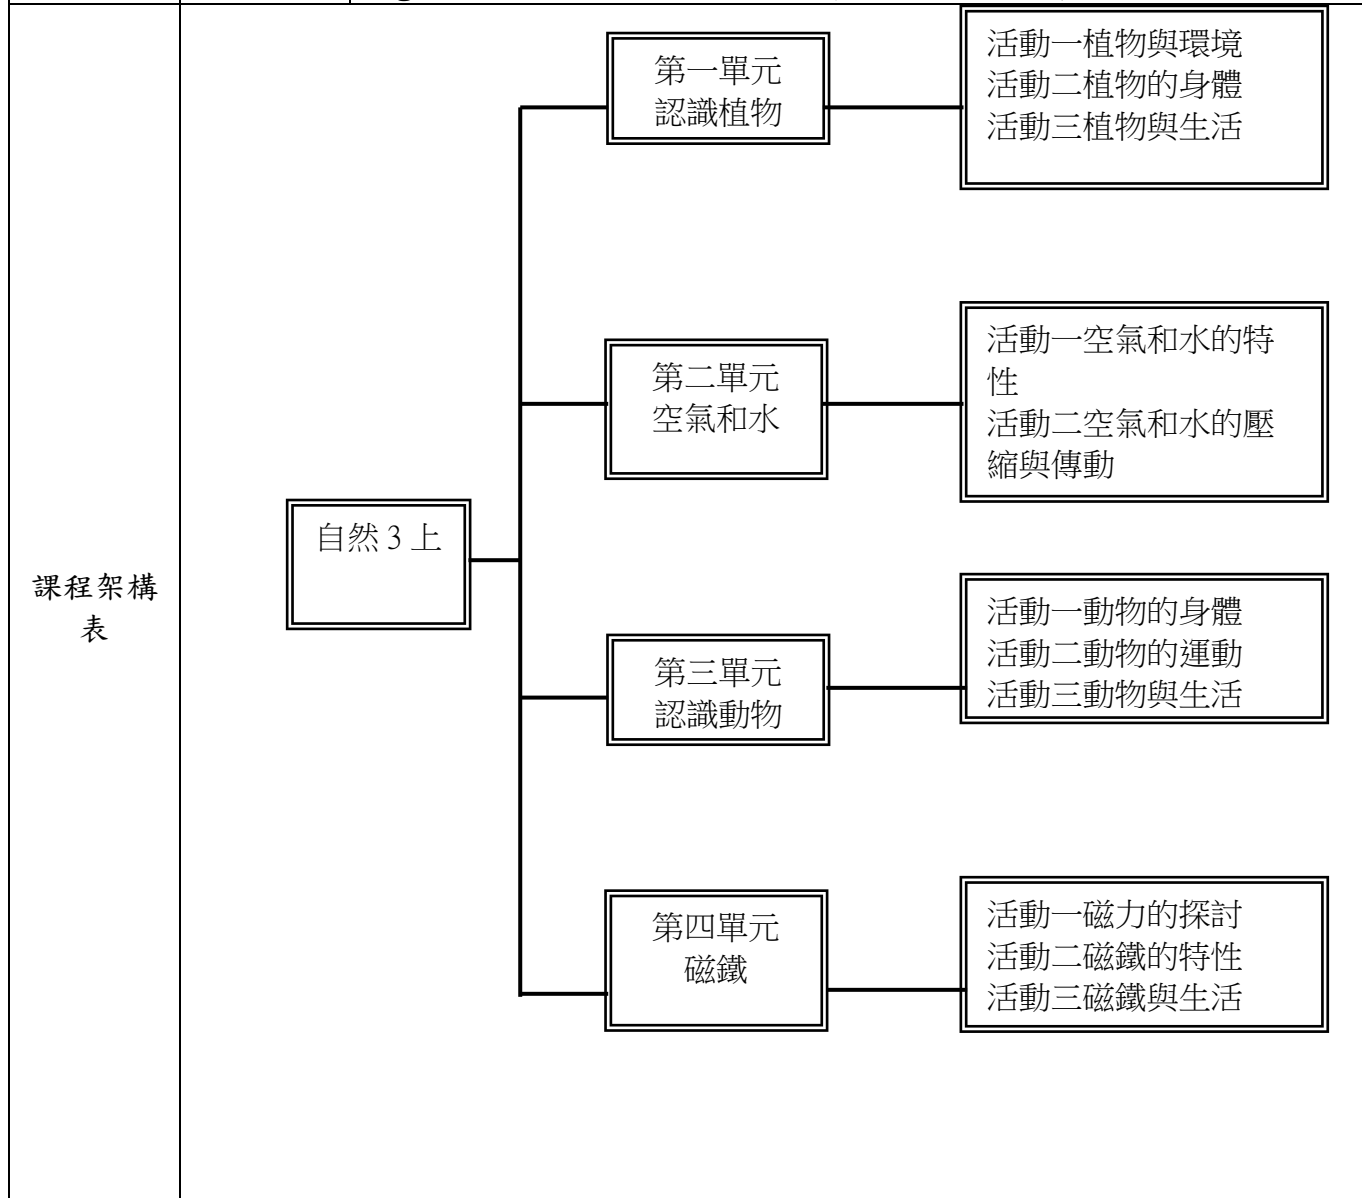 課程架構
表
自然 3 上
第一單元
認識植物
活動一植物與環境
活動二植物的身體
活動三植物與生活
第二單元
空氣和水
活動一空氣和水的特
性
活動二空氣和水的壓
縮與傳動
第三單元
認識動物
活動一動物的身體
活動二動物的運動
活動三動物與生活
第四單元
磁鐵
活動一磁力的探討
活動二磁鐵的特性
活動三磁鐵與生活